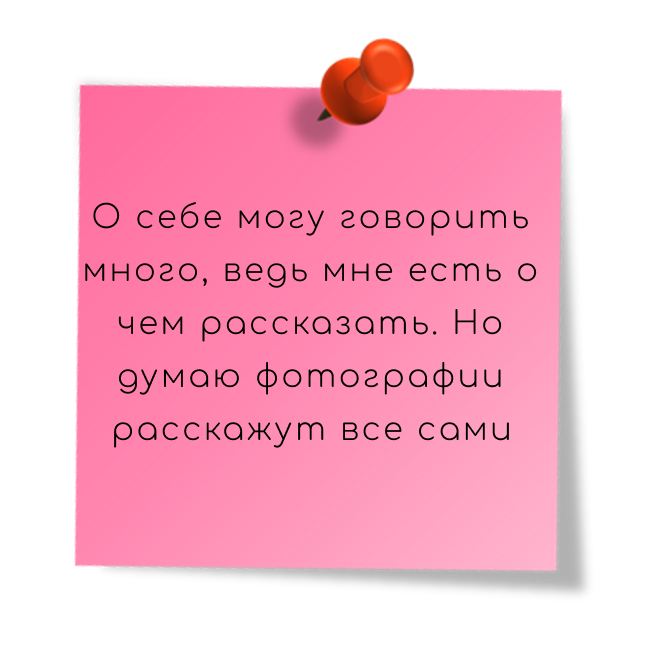 О себе могу говорить
много, ведь мне есть о
чем рассказать. Но
думаю фотографии
расскажут все сами